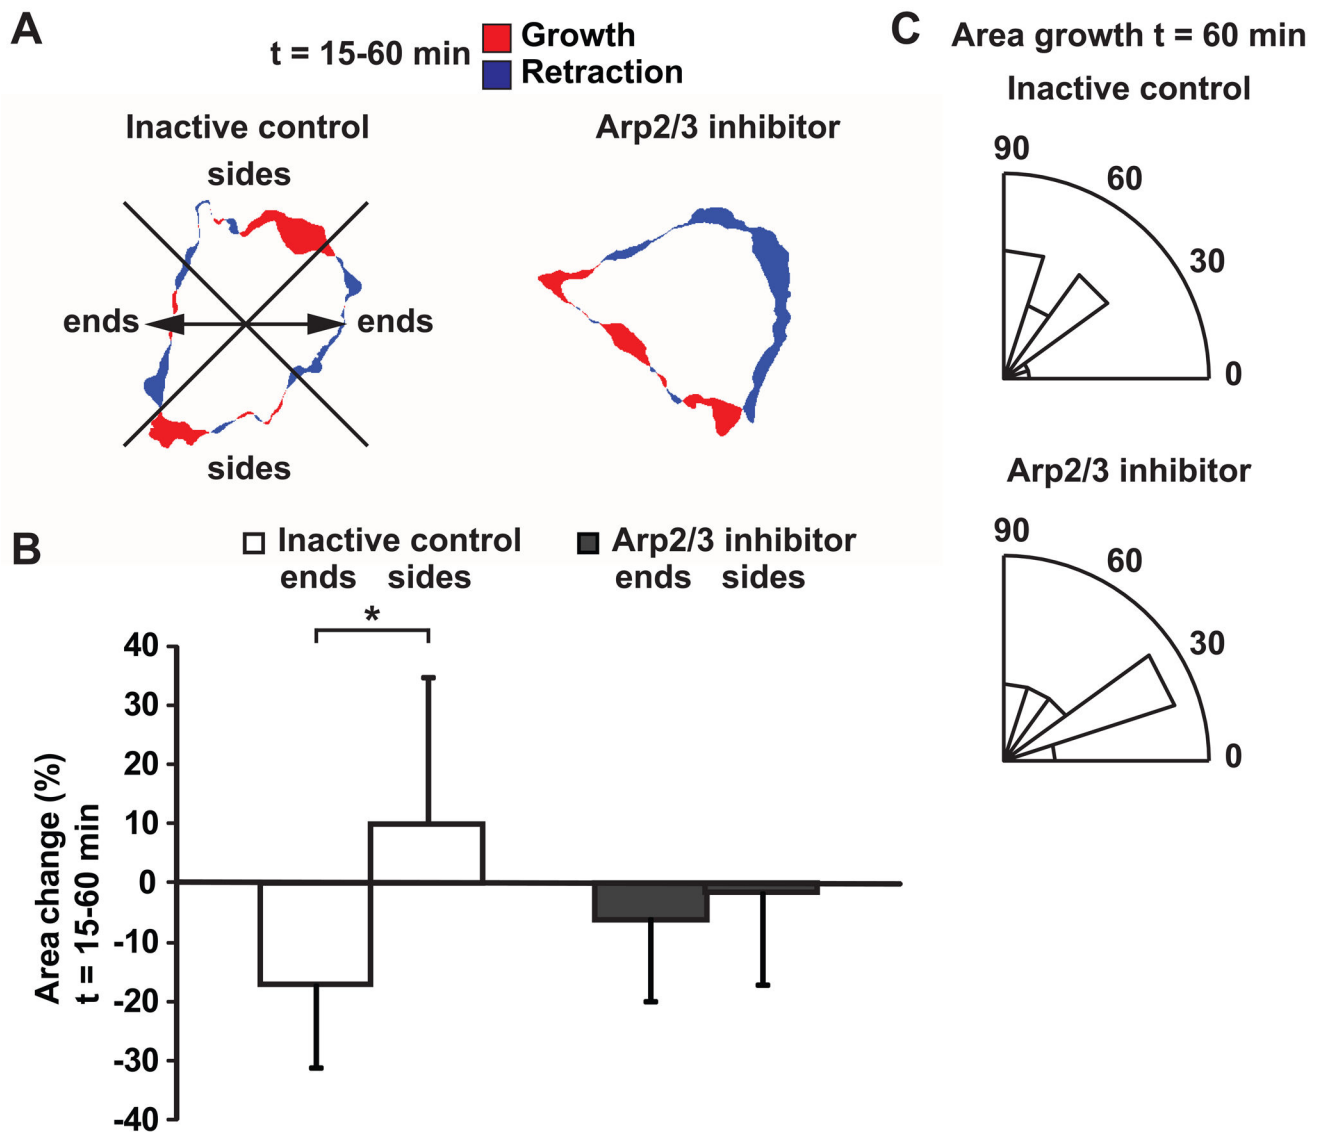 A
t = 15-60 min
Growth
Retraction
Inactive control
Arp2/3 inhibitor
sides
ends
ends
sides
B
Inactive control
Arp2/3 inhibitor
ends sides
ends sides
*
40
30
20
10
0
-10
-20
-30
-40
Area change (%)
t = 15-60 min
C
Area growth t = 60 min
Inactive control
90
60
30
0
Arp2/3 inhibitor
90
60
30
0